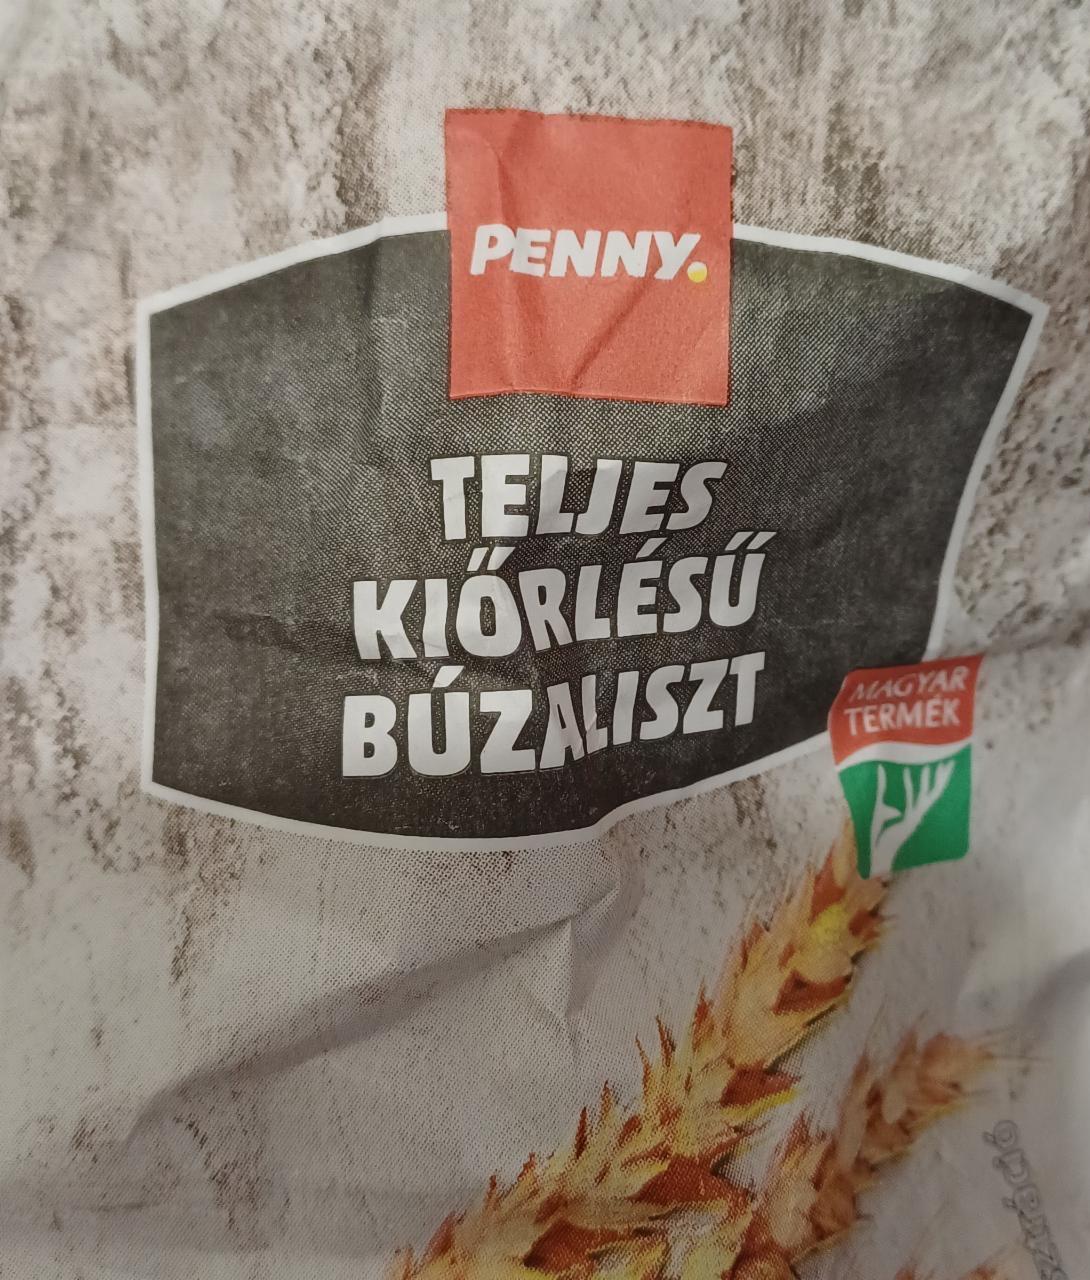 PENNY.
TELJES
KIŐRLÉSŰ
BÚZALISZT
MAGYAR
TERMÉK